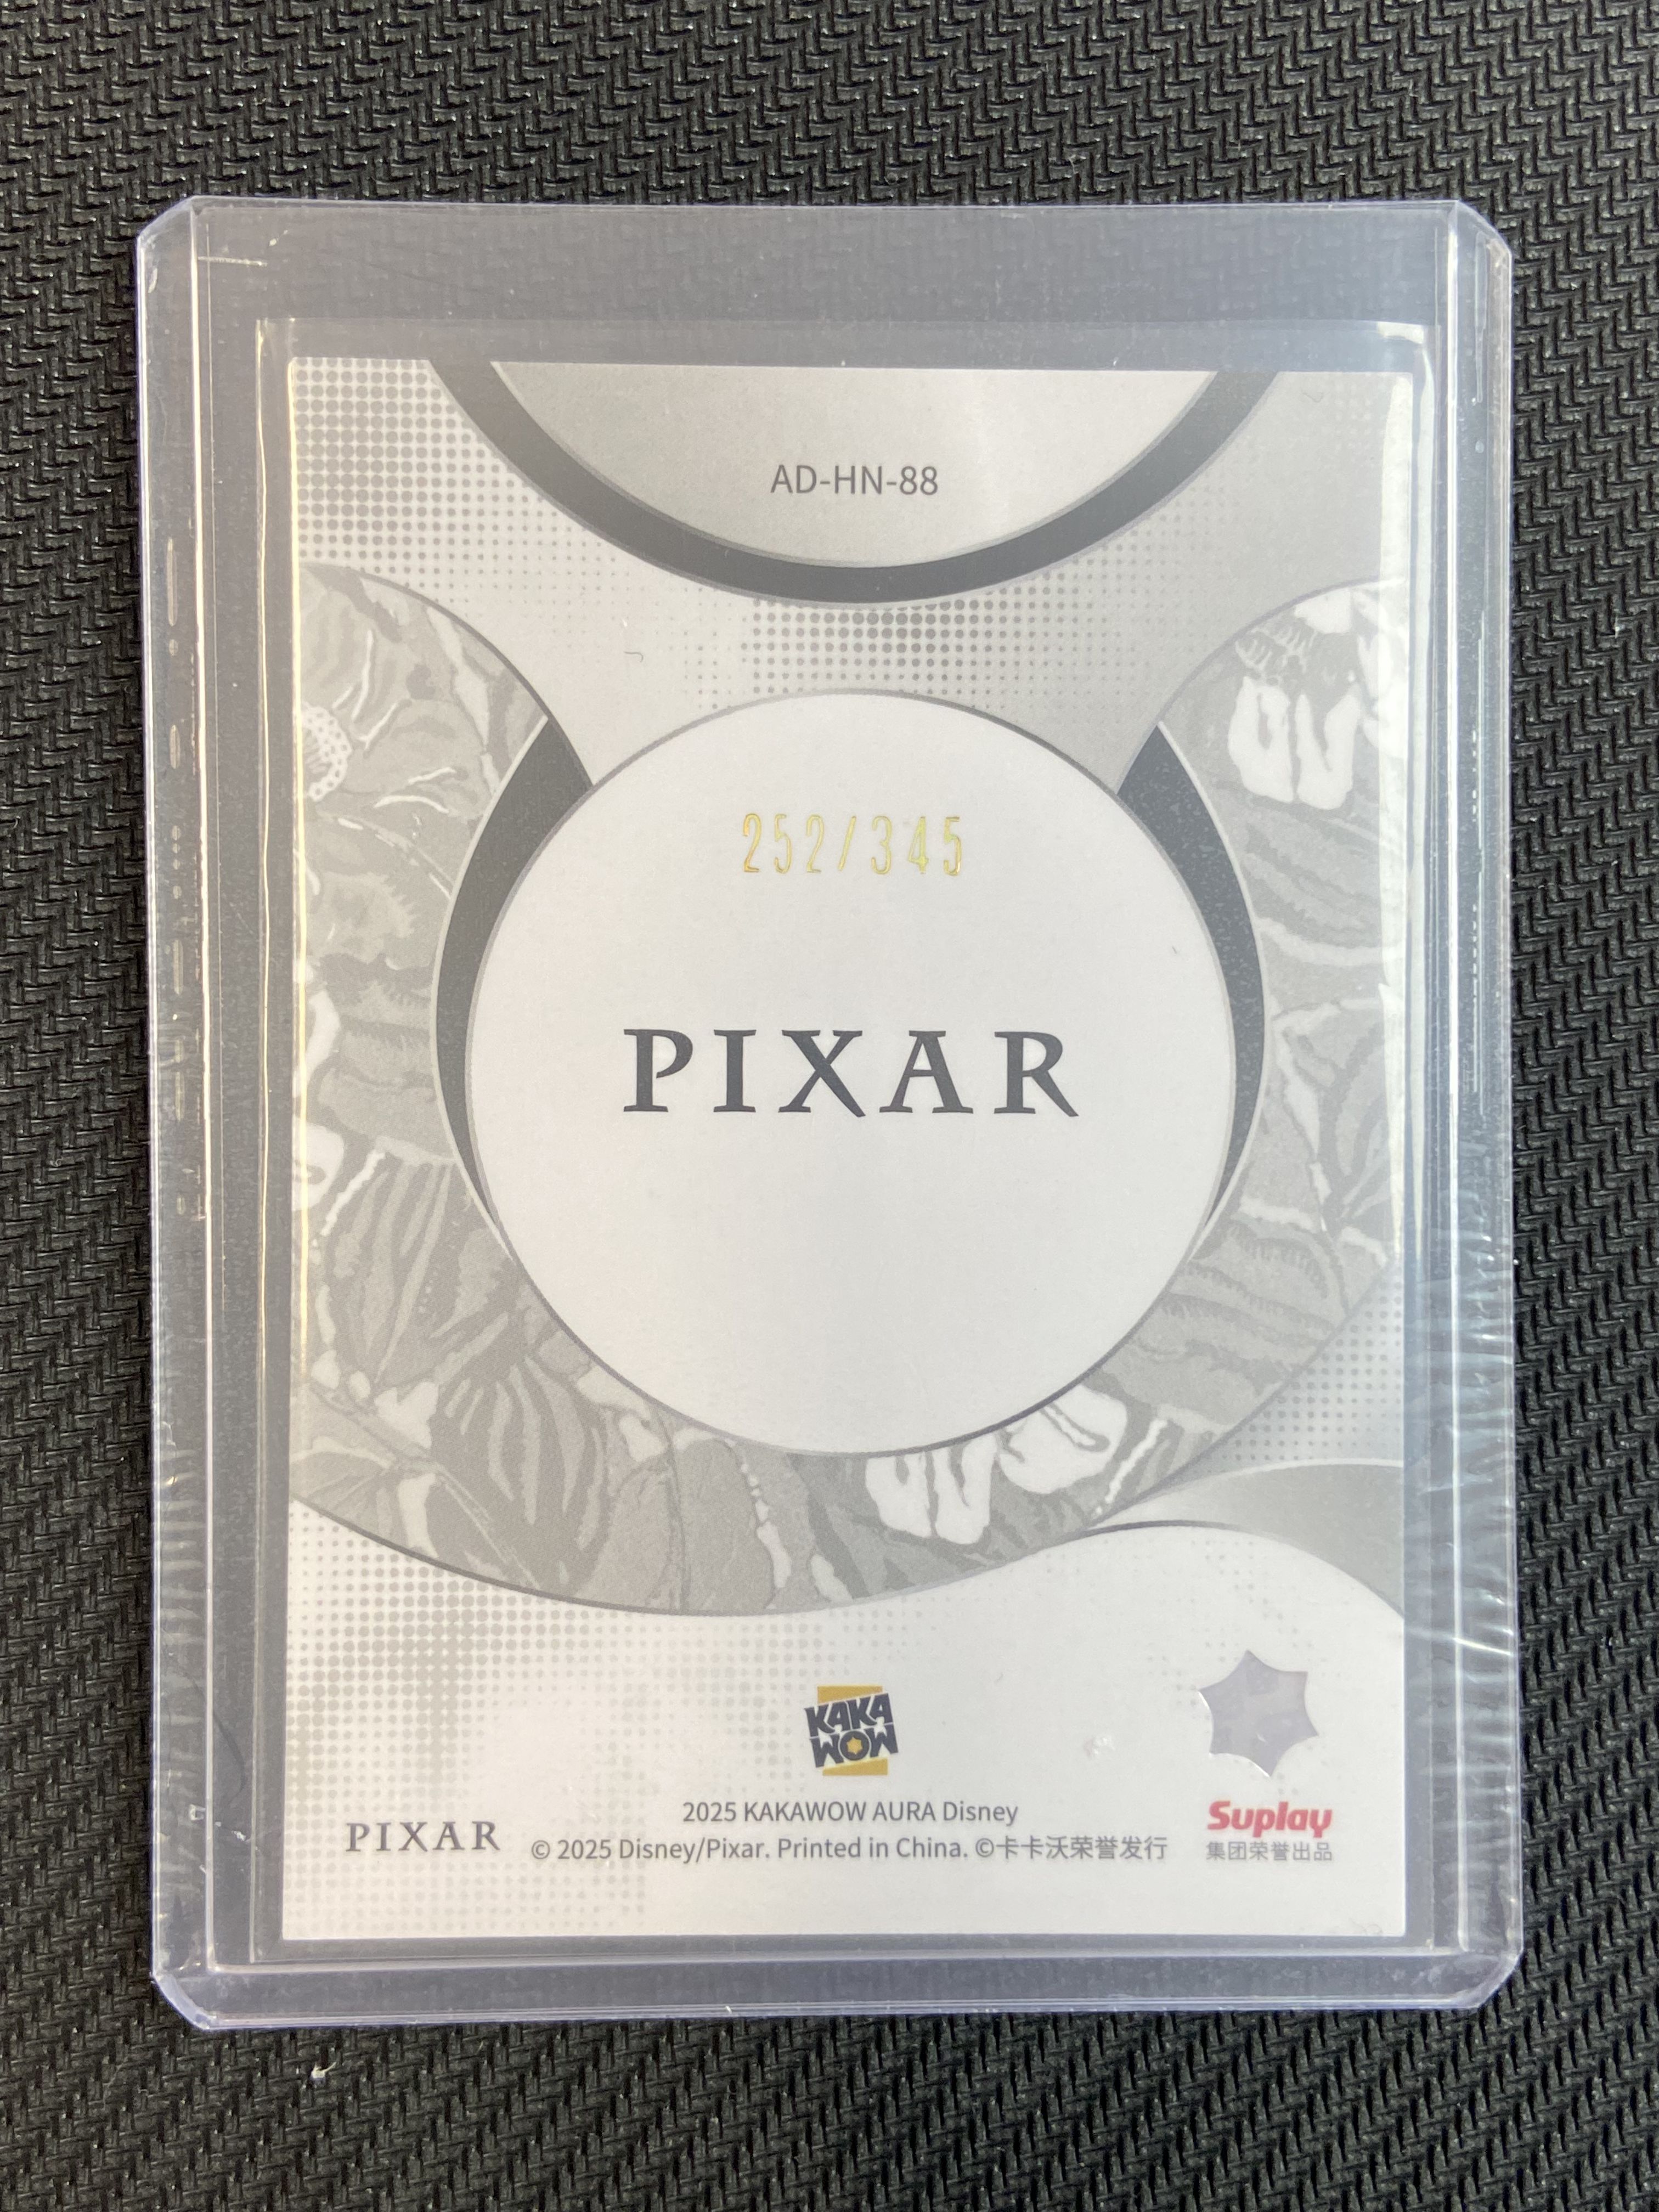 AD-HN-88
252/345
PIXAR
KAKA
WOW
2025 KAKAWOW AURA Disney
PIXAR
© 2025 Disney/Pixar. Printed in China. ©卡卡沃荣誉发行
Suplay
集团荣誉出品